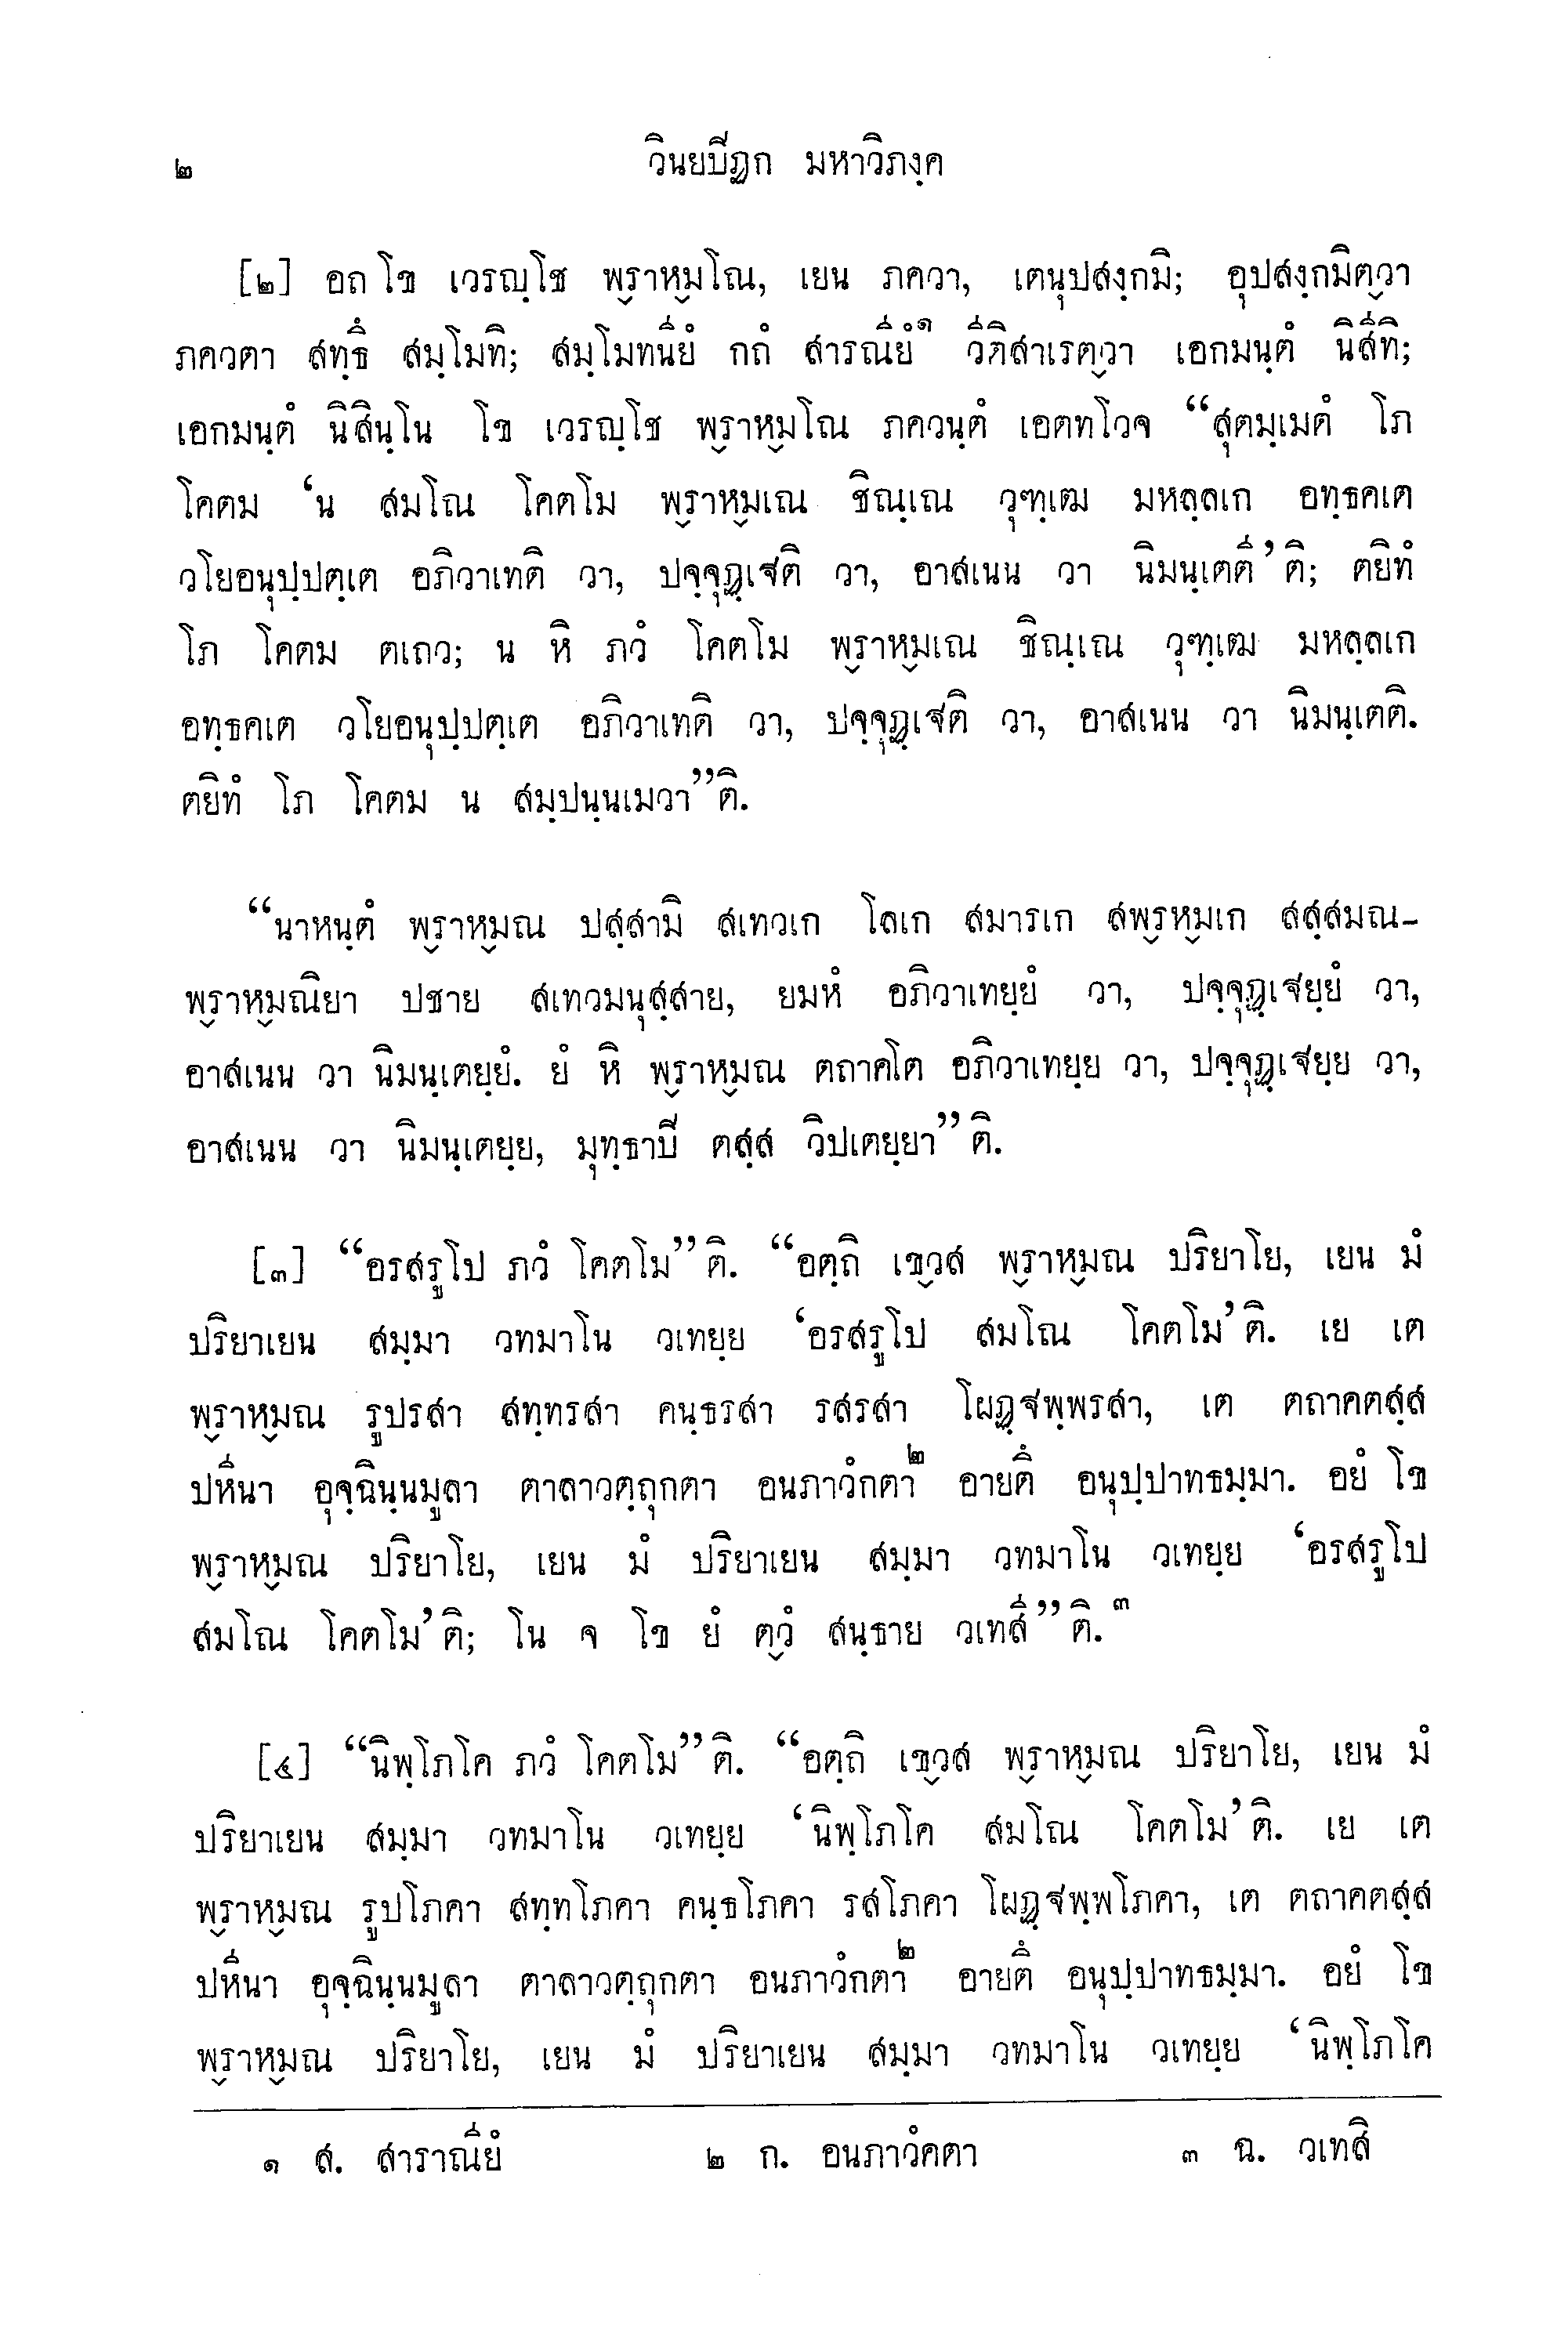 ๒ วินยปิฏก มหาวิภงฺค
[๒] อถ โข เวรญฺโช พ๎ราห๎มโณ, เยน ภควา, เตนุปสงฺกมิ; อุปสงฺกมิต๎วา
ภควตา สทฺธึ สมฺโมทิ; สมฺโมทนียํ กถํ สารณียํ๑ วีติสาเรต๎วา เอกมนฺตํ นิสีทิ;
เอกมนฺตํ นิสินฺโน โข เวรญฺโช พ๎ราห๎มโณ ภควนฺตํ เอตทโวจ “สุตมฺเมตํ โภ
โคตม ‘น สมโณ โคตโม พ๎ราห๎มเณ ชิณฺเณ วุฑฺเฒ มหลฺลเก อทฺธคเต
วโยอนุปฺปตฺเต อภิวาเทติ วา, ปจฺจุฏฺเฐติ วา, อาสเนน วา นิมนฺเตตี’ติ; ตยิทํ
โภ โคตม ตเถว; น หิ ภวํ โคตโม พ๎ราห๎มเณ ชิณฺเณ วุฑฺเฒ มหลฺลเก
อทฺธคเต วโยอนุปฺปตฺเต อภิวาเทติ วา, ปจฺจุฏฺเฐติ วา, อาสเนน วา นิมนฺเตติ.
ตยิทํ โภ โคตม น สมฺปนฺนเมวา”ติ.
“นาหนฺตํ พ๎ราห๎มณ ปสฺสามิ สเทวเก โลเก สมารเก สพ๎รห๎มเก สสฺสมณ-
พ๎ราห๎มณิยา ปชาย สเทวมนุสฺสาย, ยมหํ อภิวาเทยฺยํ วา, ปจฺจุฏฺเฐยฺยํ วา,
อาสเนน วา นิมนฺเตยฺยํ. ยํ หิ พ๎ราห๎มณ ตถาคโต อภิวาเทยฺย วา, ปจฺจุฏฺเฐยฺย วา,
อาสเนน วา นิมนฺเตยฺย, มุทฺธาปิ ตสฺส วิปเตยฺยา”ติ.
[๓] “อรสรูโป ภวํ โคตโม”ติ. “อตฺถิ เข๎วส พ๎ราห๎มณ ปริยาโย, เยน มํ
ปริยาเยน สมฺมา วทมาโน วเทยฺย ‘อรสรูโป สมโณ โคตโม’ติ. เย เต
พ๎ราห๎มณ รูปรสา สทฺทรสา คนฺธรสา รสรสา โผฏฺฐพฺพรสา, เต ตถาคตสฺส
ปหีนา อุจฺฉินฺนมูลา ตาลาวตฺถุกตา อนภาวํกตา๒ อายตึ อนุปฺปาทธมฺมา. อยํ โข
พ๎ราห๎มณ ปริยาโย, เยน มํ ปริยาเยน สมฺมา วทมาโน วเทยฺย ‘อรสรูโป
สมโณ โคตโม’ติ; โน จ โข ยํ ต๎วํ สนฺธาย วเทสี”ติ.๓
[๔] “นิพฺโภโค ภวํ โคตโม”ติ. “อตฺถิ เข๎วส พ๎ราห๎มณ ปริยาโย, เยน มํ
ปริยาเยน สมฺมา วทมาโน วเทยฺย ‘นิพฺโภโค สมโณ โคตโม’ติ. เย เต
พ๎ราห๎มณ รูปโภคา สทฺทโภคา คนฺธโภคา รสโภคา โผฏฺฐพฺพโภคา, เต ตถาคตสฺส
ปหีนา อุจฺฉินฺนมูลา ตาลาวตฺถุกตา อนภาวํกตา๒ อายตึ อนุปฺปาทธมฺมา. อยํ โข
พ๎ราห๎มณ ปริยาโย, เยน มํ ปริยาเยน สมฺมา วทมาโน วเทยฺย ‘นิพฺโภโค
๑ ส. สาราณียํ ๒ ก. อนภาวํคตา ๓ ฉ. วเทสิ